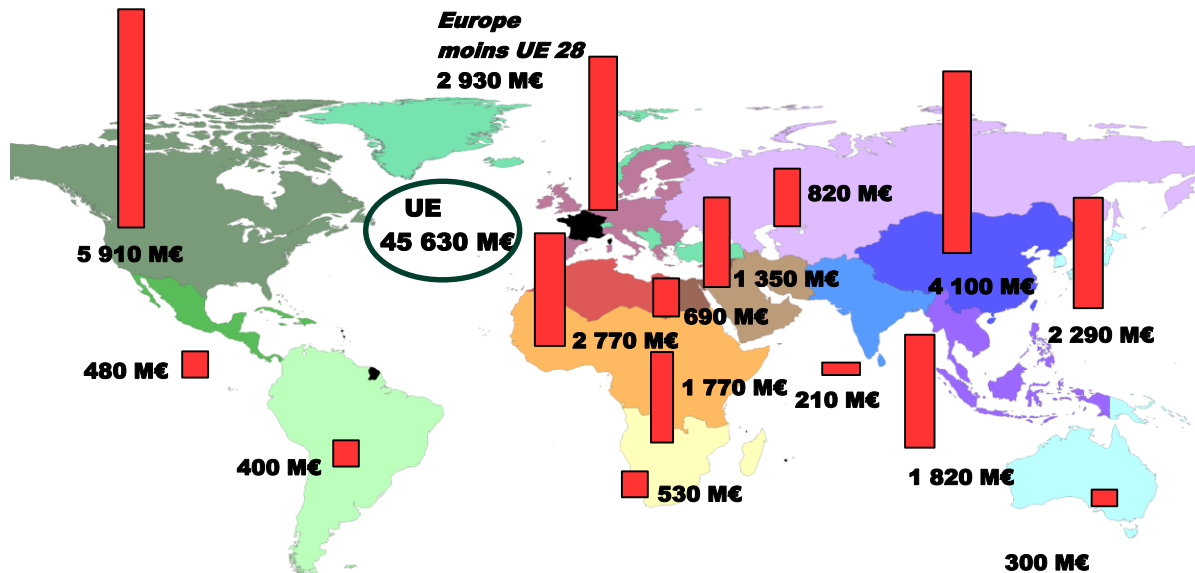 Europe
moins UE 28
2 930 M€
820 M€
UE
45 630 M€
5 910 M€
1 350 M€
4 100 M€
690 M€
2 770 M€
2 290 M€
480 M€
1 770 M€
210 M€
400 M€
1 820 M€
530 M€
300 M€